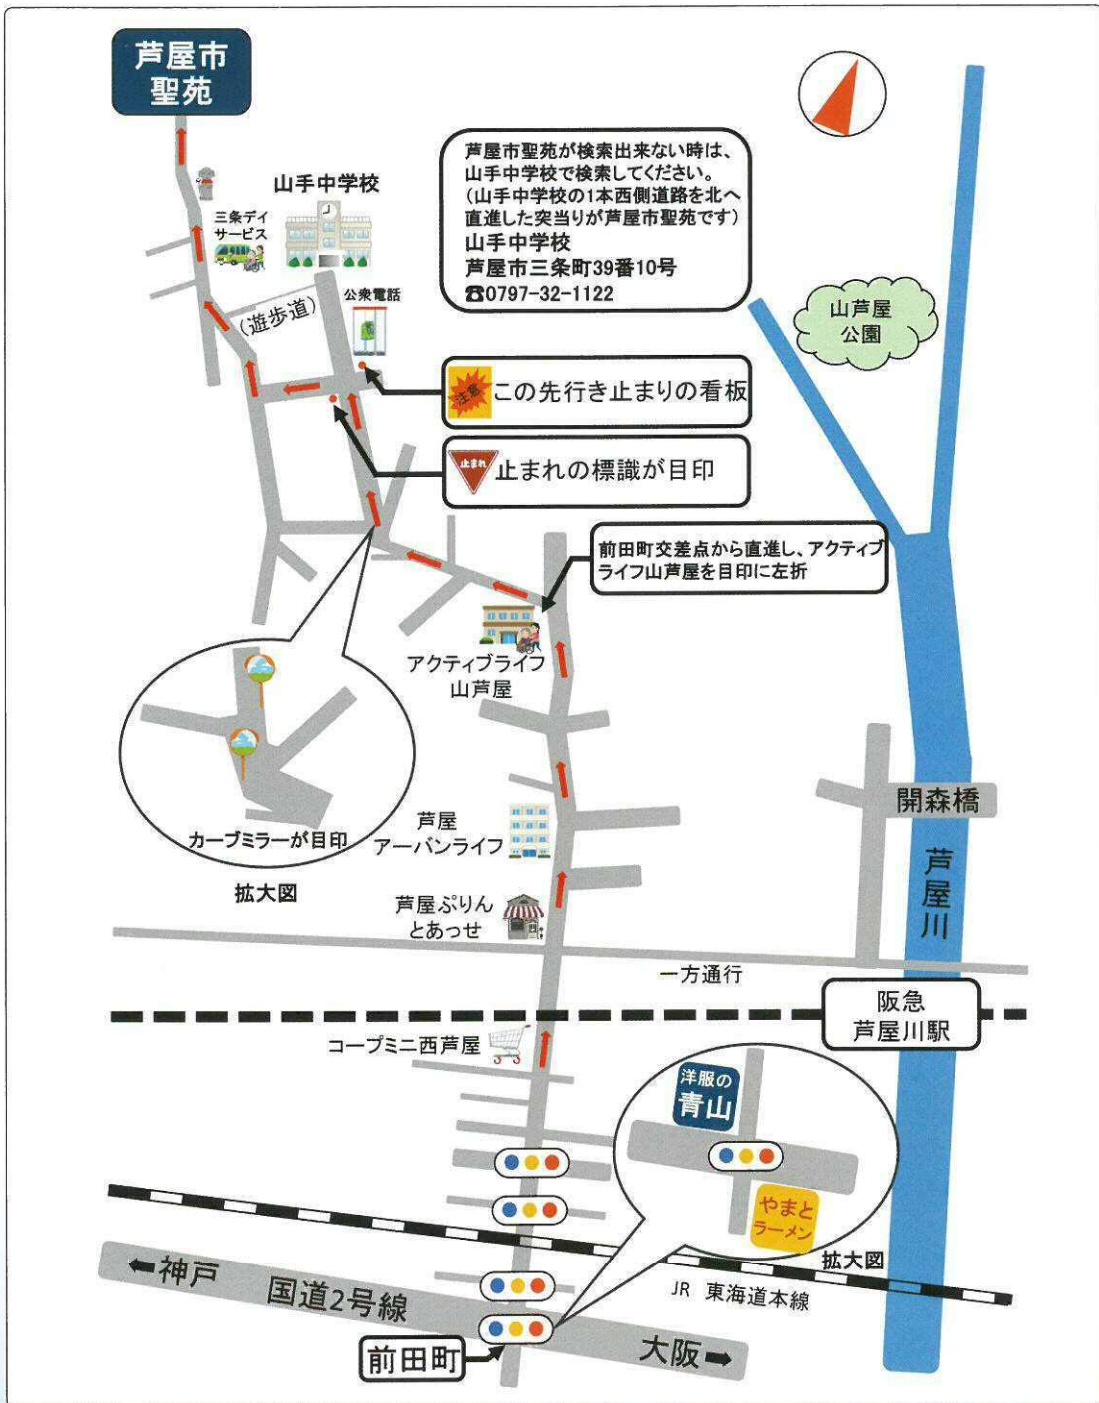 芦屋市
聖苑
芦屋市聖苑が検索出来ない時は、
山手中学校で検索してください。
(山手中学校の1本西側道路を北へ
直進した突当りが芦屋市聖苑です)
山手中学校
芦屋市三条町39番10号
☎0797-32-1122
山手中学校
三条デイ
サービス
公衆電話
(遊歩道)
山芦屋
公園
注意
この先行き止まりの看板
止まれ
止まれの標識が目印
前田町交差点から直進し、アクティブ
ライフ山芦屋を目印に左折
アクティブライフ
山芦屋
カーブミラーが目印
拡大図
芦屋
アーバンライフ
開森橋
芦屋川
芦屋ぷりん
とあっせ
一方通行
阪急
芦屋川駅
コープミニ西芦屋
洋服の
青山
やまと
ラーメン
拡大図
JR 東海道本線
←神戸 国道2号線
大阪→
前田町